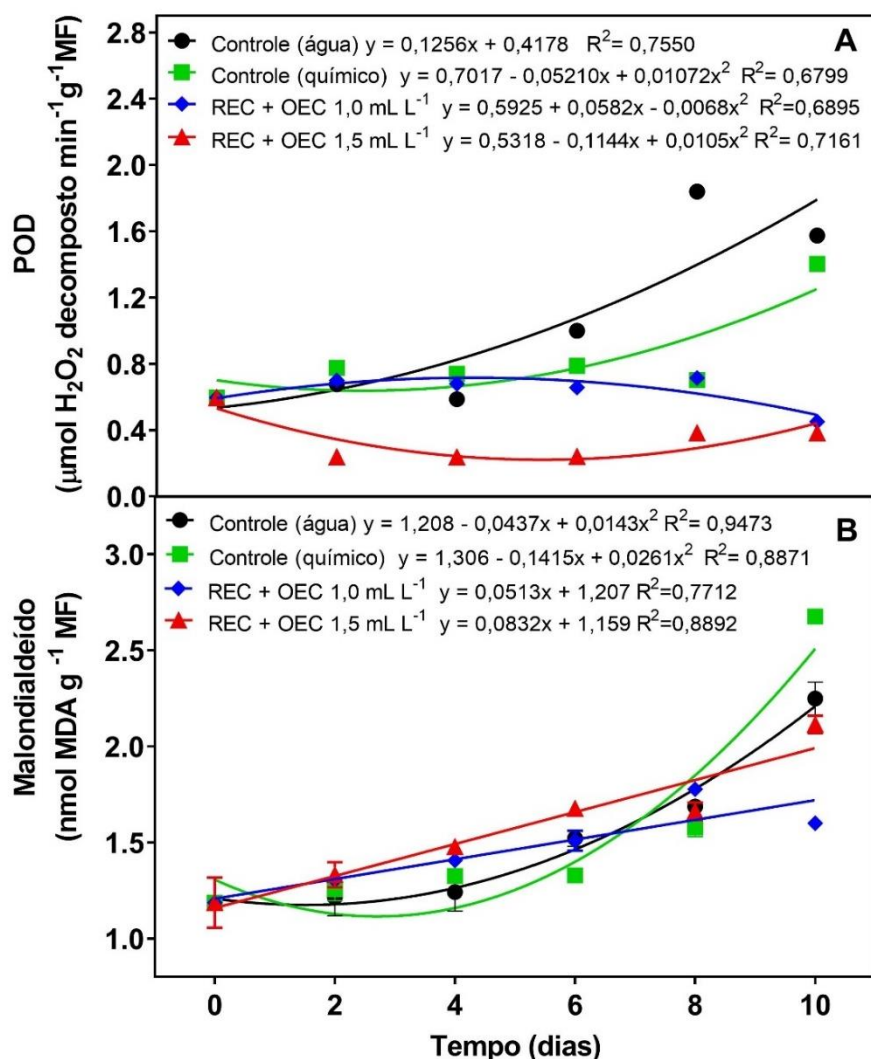 A
Controle (água) y = 0,1256x + 0,4178 R²= 0,7550
Controle (químico) y = 0,7017 - 0,05210x + 0,01072x² R²= 0,6799
REC + OEC 1,0 mL L⁻¹ y = 0,5925 + 0,0582x - 0,0068x² R²=0,6895
REC + OEC 1,5 mL L⁻¹ y = 0,5318 - 0,1144x + 0,0105x² R²= 0,7161
POD
(μmol H₂O₂ decomposto min⁻¹g⁻¹MF)
2.8
2.4
2.0
1.6
1.2
0.8
0.4
0.0
B
Controle (água) y = 1,208 - 0,0437x + 0,0143x² R²= 0,9473
Controle (químico) y = 1,306 - 0,1415x + 0,0261x² R²= 0,8871
REC + OEC 1,0 mL L⁻¹ y = 0,0513x + 1,207 R²=0,7712
REC + OEC 1,5 mL L⁻¹ y = 0,0832x + 1,159 R²=0,8892
Malondialdeído
(nmol MDA g ⁻¹ MF)
3.0
2.5
2.0
1.5
1.0
0 2 4 6 8 10
Tempo (dias)